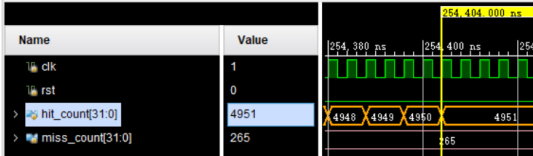 254,404.000 ns
Name Value 254,380 ns 254,400 ns 254
clk 1
rst 0
hit_count[31:0] 4951 4948 4949 4950 4951
miss_count[31:0] 265 265